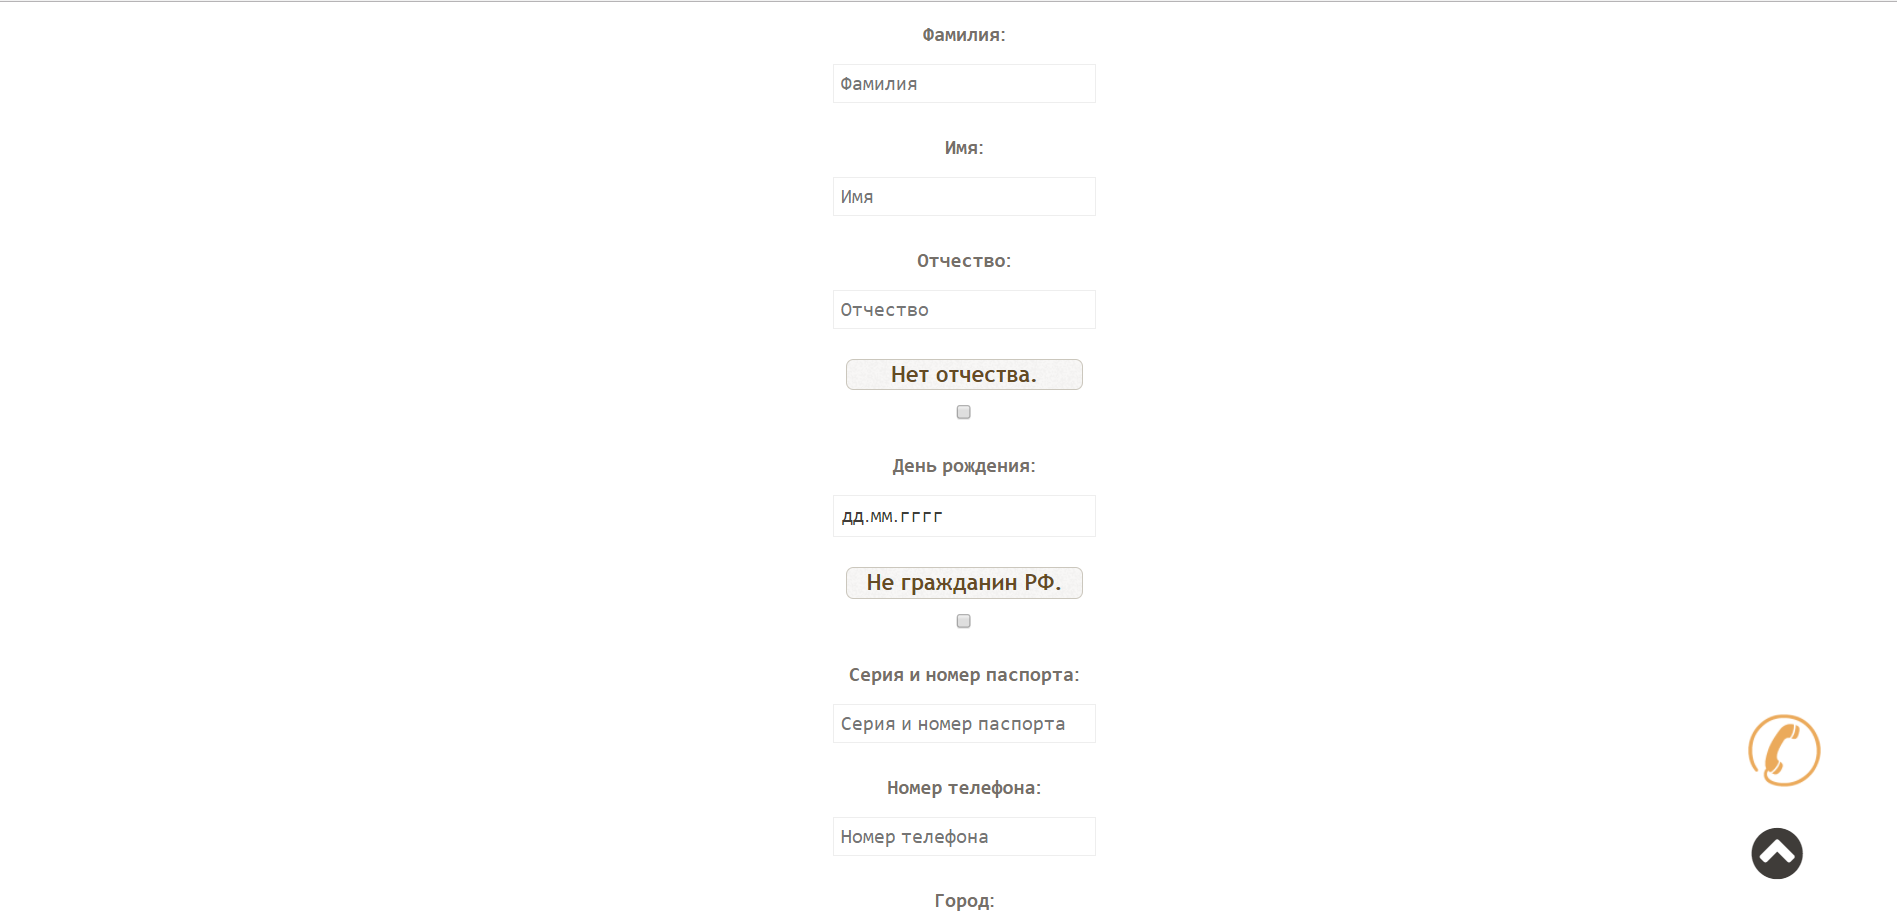 Фамилия:
Фамилия
Имя:
Имя
Отчество:
Отчество
Нет отчества.
День рождения:
дд.мм.гггг
Не гражданин РФ.
Серия и номер паспорта:
Серия и номер паспорта
Номер телефона:
Номер телефона
Город: